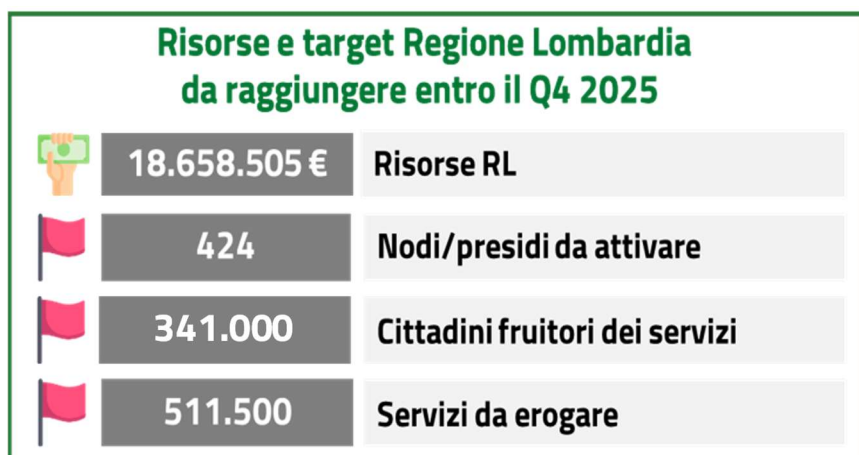 Risorse e target Regione Lombardia
da raggiungere entro il Q4 2025
18.658.505 € Risorse RL
424 Nodi/presidi da attivare
341.000 Cittadini fruitori dei servizi
511.500 Servizi da erogare